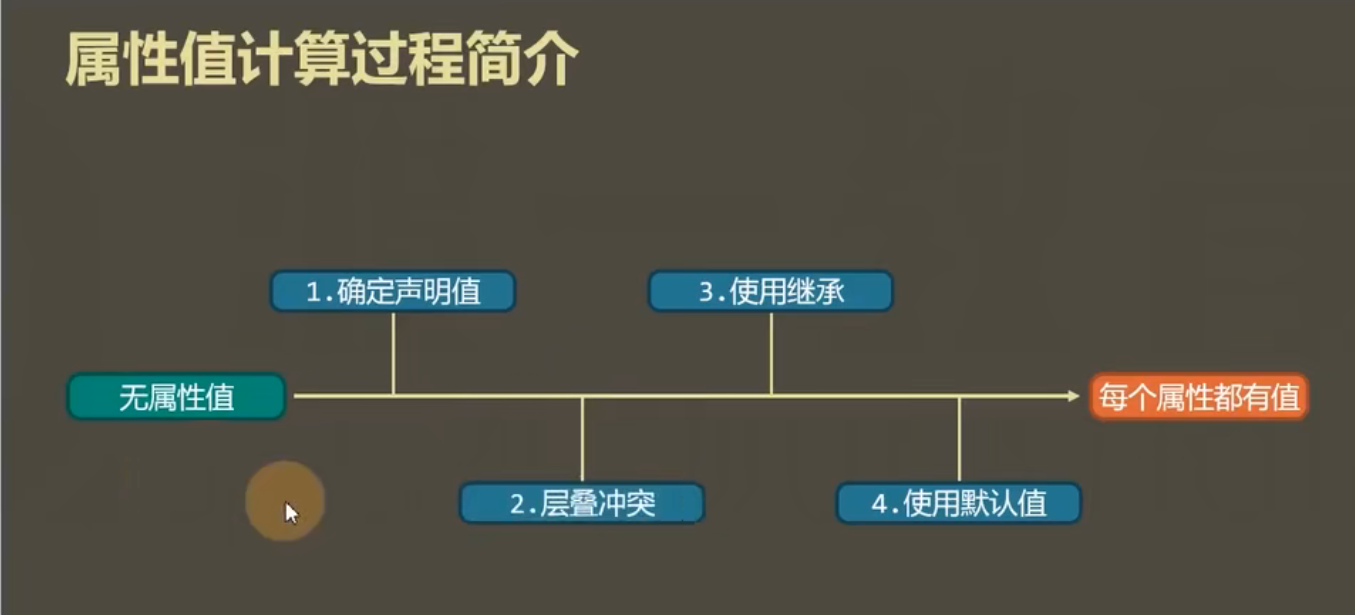 属性值计算过程简介
1.确定声明值
3.使用继承
无属性值
每个属性都有值
2.层叠冲突
4.使用默认值